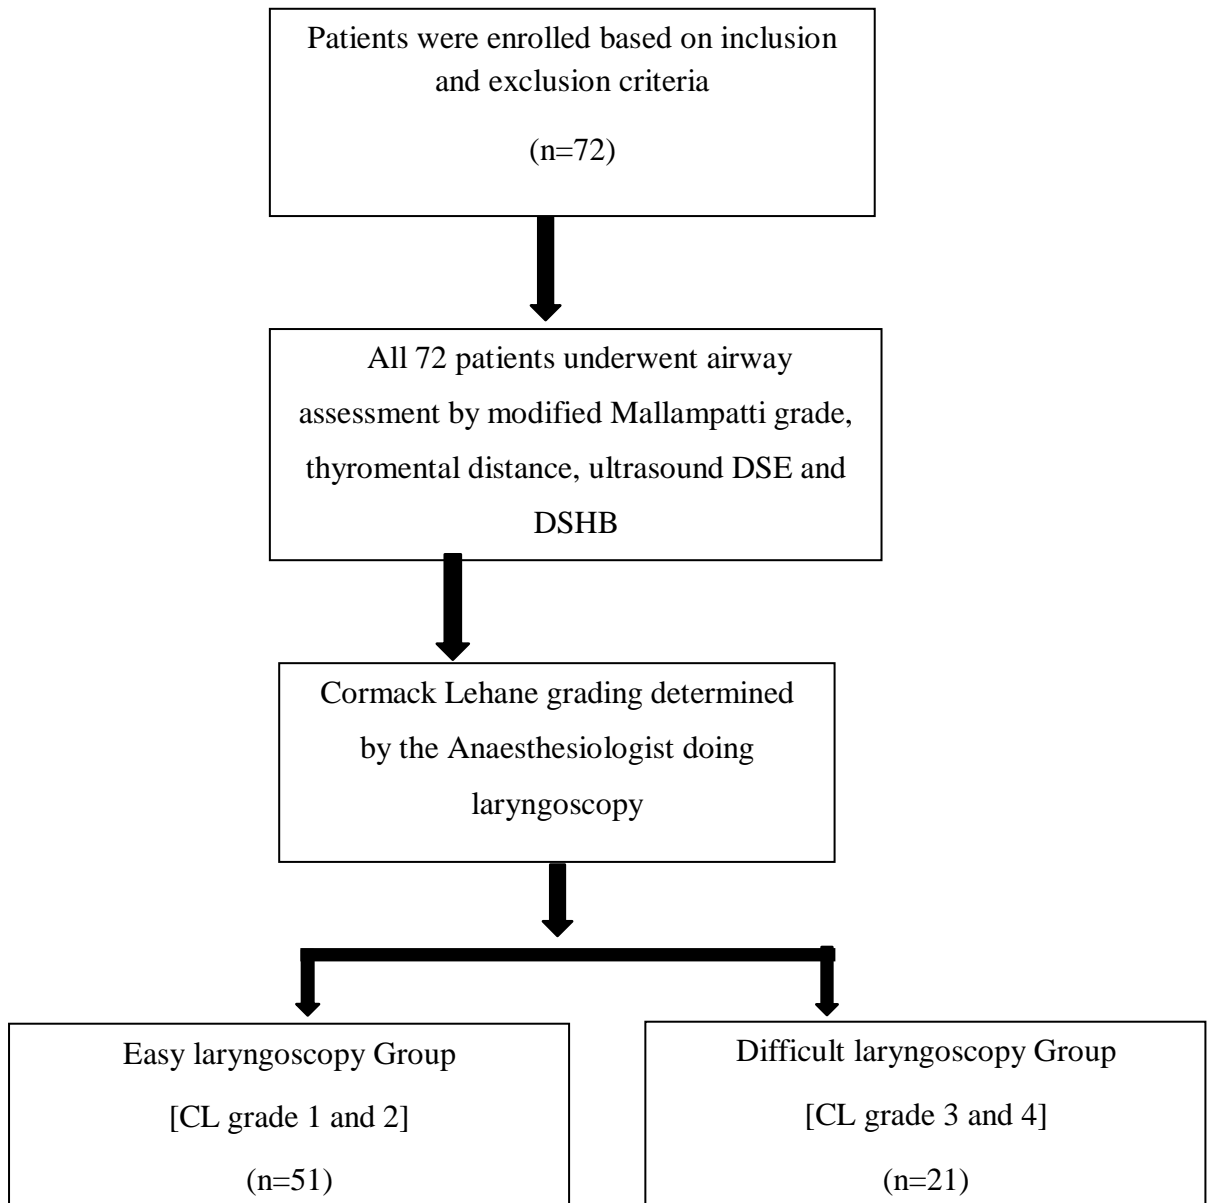 Patients were enrolled based on inclusion
and exclusion criteria
(n=72)
All 72 patients underwent airway
assessment by modified Mallampatti grade,
thyromental distance, ultrasound DSE and
DSHB
Cormack Lehane grading determined
by the Anaesthesiologist doing
laryngoscopy
Easy laryngoscopy Group
[CL grade 1 and 2]
(n=51)
Difficult laryngoscopy Group
[CL grade 3 and 4]
(n=21)